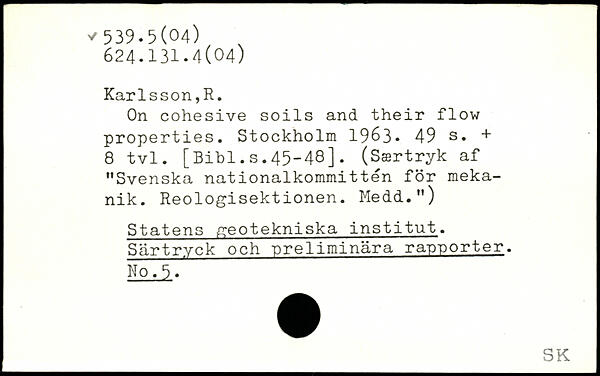 539.5(04)
624.131.4(04)
Karlsson,R.
On cohesive soils and their flow
properties. Stockholm 1963. 49 s. +
8 tvl. [Bibl.s.45-48]. (Særtryk af
"Svenska nationalkommittén för meka-
nik. Reologisektionen. Medd.")
Statens geotekniska institut.
Särtryck och preliminära rapporter.
No.5.
SK